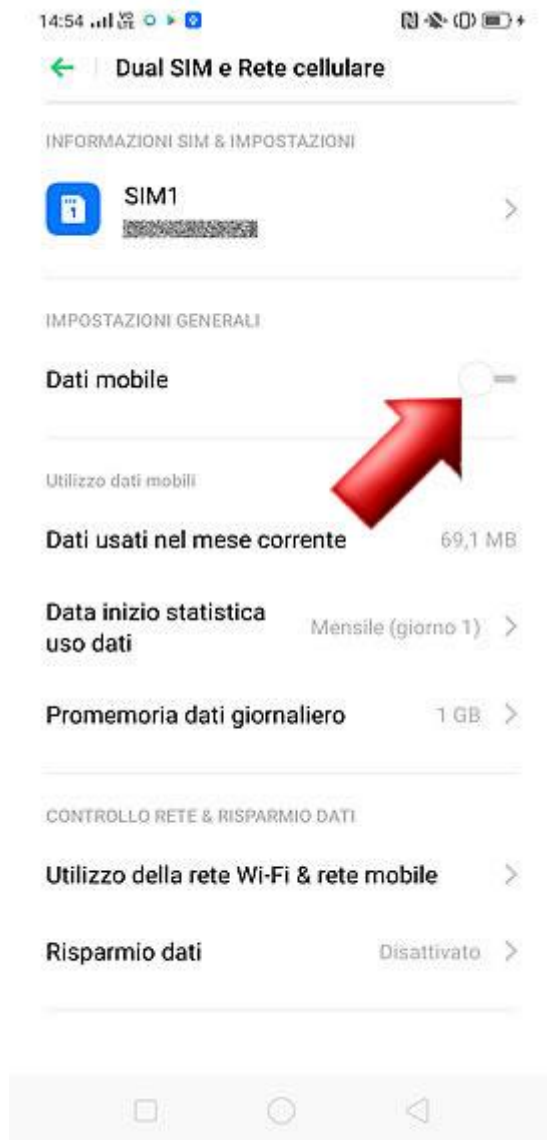 14:54
Dual SIM e Rete cellulare
INFORMAZIONI SIM & IMPOSTAZIONI
1
SIM1
IMPOSTAZIONI GENERALI
Dati mobile
Utilizzo dati mobili
Dati usati nel mese corrente 69,1 MB
Data inizio statistica
uso dati Mensile (giorno 1)
Promemoria dati giornaliero 1 GB
CONTROLLO RETE & RISPARMIO DATI
Utilizzo della rete Wi-Fi & rete mobile
Risparmio dati Disattivato